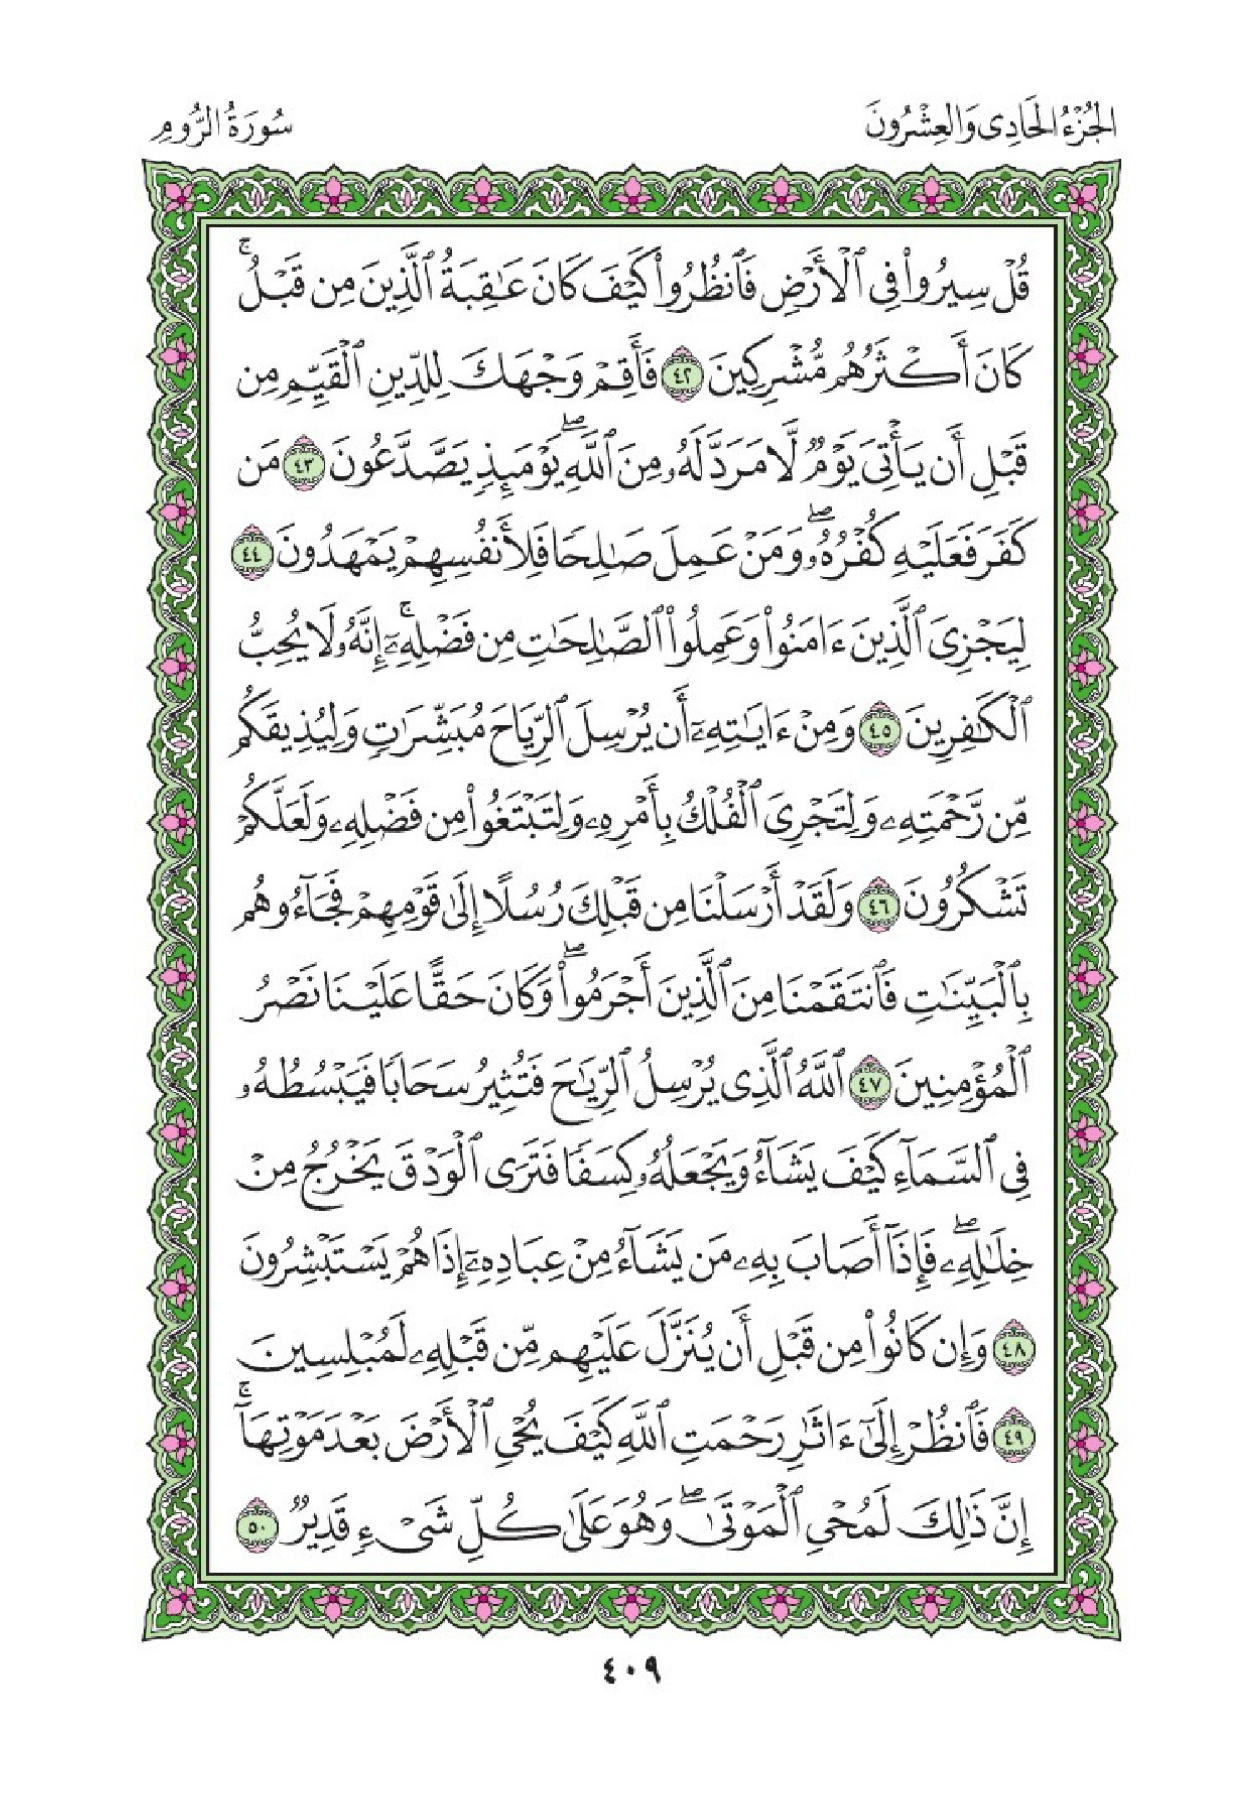 الجُزْءُ الحَادِى وَالعِشْرُونَ
سُورَةُ الرُّومِ
قُلْ سِيرُوا۟ فِى ٱلْأَرْضِ فَٱنظُرُوا۟ كَيْفَ كَانَ عَـٰقِبَةُ ٱلَّذِينَ مِن قَبْلُ ۚ
كَانَ أَكْثَرُهُم مُّشْرِكِينَ ٤٢ فَأَقِمْ وَجْهَكَ لِلدِّينِ ٱلْقَيِّمِ مِن
قَبْلِ أَن يَأْتِىَ يَوْمٌ لَّا مَرَدَّ لَهُۥ مِنَ ٱللَّهِ ۖ يَوْمَئِذٍ يَصَّدَّعُونَ ٤٣ مَن
كَفَرَ فَعَلَيْهِ كُفْرُهُۥ ۖ وَمَنْ عَمِلَ صَـٰلِحًا فَلِأَنفُسِهِمْ يَمْهَدُونَ ٤٤
لِيَجْزِىَ ٱلَّذِينَ ءَامَنُوا۟ وَعَمِلُوا۟ ٱلصَّـٰلِحَـٰتِ مِن فَضْلِهِۦٓ ۚ إِنَّهُۥ لَا يُحِبُّ
ٱلْكَـٰفِرِينَ ٤٥ وَمِنْ ءَايَـٰتِهِۦٓ أَن يُرْسِلَ ٱلرِّيَاحَ مُبَشِّرَٰتٍ وَلِيُذِيقَكُم
مِّن رَّحْمَتِهِۦ وَلِتَجْرِىَ ٱلْفُلْكُ بِأَمْرِهِۦ وَلِتَبْتَغُوا۟ مِن فَضْلِهِۦ وَلَعَلَّكُمْ
تَشْكُرُونَ ٤٦ وَلَقَدْ أَرْسَلْنَا مِن قَبْلِكَ رُسُلًا إِلَىٰ قَوْمِهِمْ فَجَآءُوهُم
بِٱلْبَيِّنَـٰتِ فَٱنتَقَمْنَا مِنَ ٱلَّذِينَ أَجْرَمُوا۟ ۖ وَكَانَ حَقًّا عَلَيْنَا نَصْرُ
ٱلْمُؤْمِنِينَ ٤٧ ٱللَّهُ ٱلَّذِى يُرْسِلُ ٱلرِّيَـٰحَ فَتُثِيرُ سَحَابًا فَيَبْسُطُهُۥ
فِى ٱلسَّمَآءِ كَيْفَ يَشَآءُ وَيَجْعَلُهُۥ كِسَفًا فَتَرَى ٱلْوَدْقَ يَخْرُجُ مِنْ
خِلَـٰلِهِۦ ۖ فَإِذَآ أَصَابَ بِهِۦ مَن يَشَآءُ مِنْ عِبَادِهِۦٓ إِذَا هُمْ يَسْتَبْشِرُونَ
٤٨ وَإِن كَانُوا۟ مِن قَبْلِ أَن يُنَزَّلَ عَلَيْهِم مِّن قَبْلِهِۦ لَمُبْلِسِينَ
٤٩ فَٱنظُرْ إِلَىٰٓ ءَاثَـٰرِ رَحْمَتِ ٱللَّهِ كَيْفَ يُحْىِ ٱلْأَرْضَ بَعْدَ مَوْتِهَآ ۚ
إِنَّ ذَٰلِكَ لَمُحْىِ ٱلْمَوْتَىٰ ۖ وَهُوَ عَلَىٰ كُلِّ شَىْءٍ قَدِيرٌ ٥٠
٤٠٩